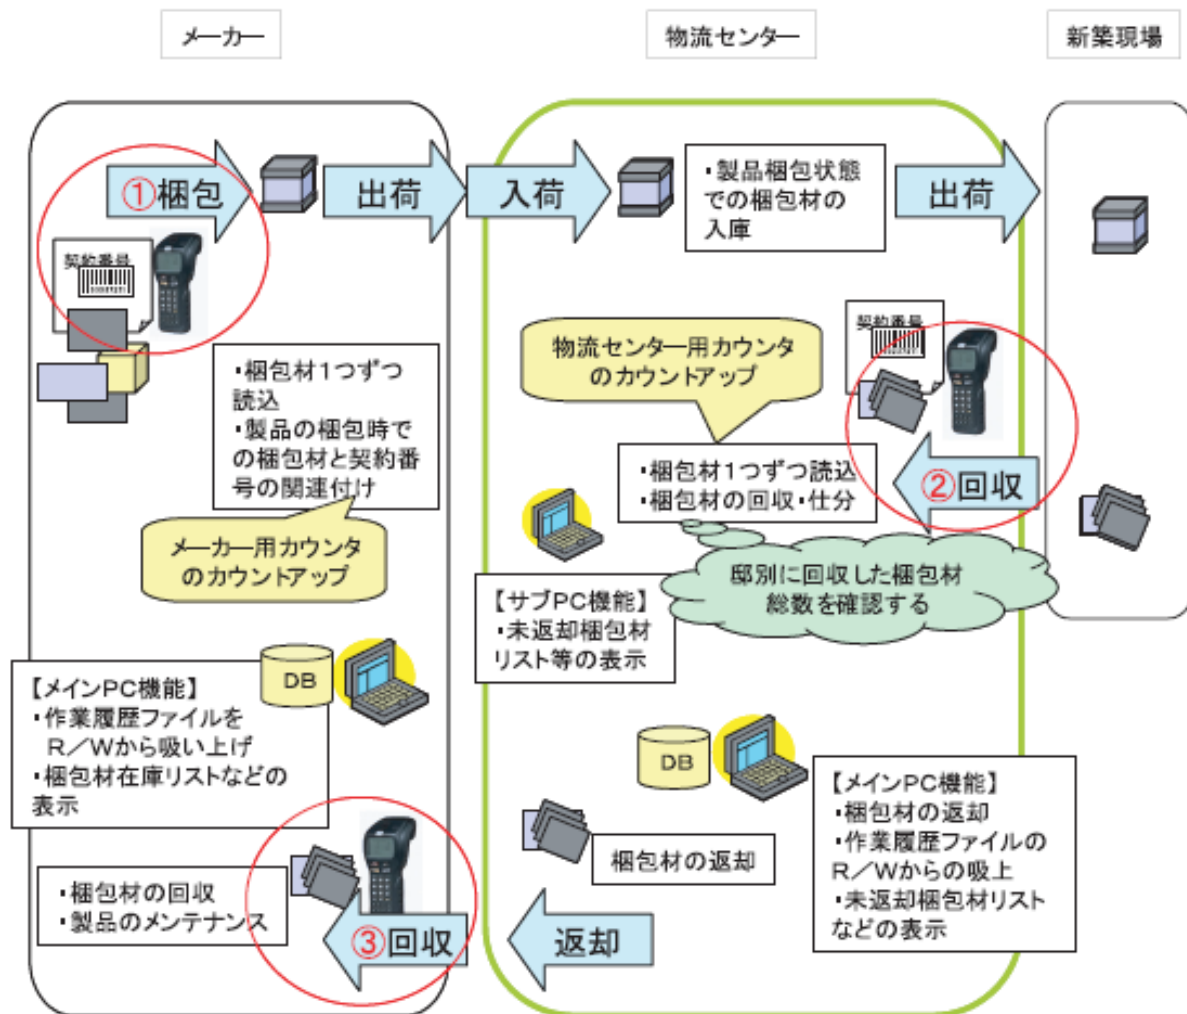 メーカー
物流センター
新築現場
①梱包
出荷
入荷
・製品梱包状態
での梱包材の
入庫
出荷
契約番号
契約番号
・梱包材1つずつ
読込
・製品の梱包時で
の梱包材と契約番
号の関連付け
メーカー用カウンタ
のカウントアップ
物流センター用カウンタ
のカウントアップ
・梱包材1つずつ読込
・梱包材の回収・仕分
②回収
邸別に回収した梱包材
総数を確認する
【サブPC機能】
・未返却梱包材
リスト等の表示
DB
【メインPC機能】
・作業履歴ファイルを
R/Wから吸い上げ
・梱包材在庫リストなどの
表示
DB
【メインPC機能】
・梱包材の返却
・作業履歴ファイルの
R/Wからの吸上
・未返却梱包材リスト
などの表示
梱包材の返却
・梱包材の回収
・製品のメンテナンス
③回収
返却